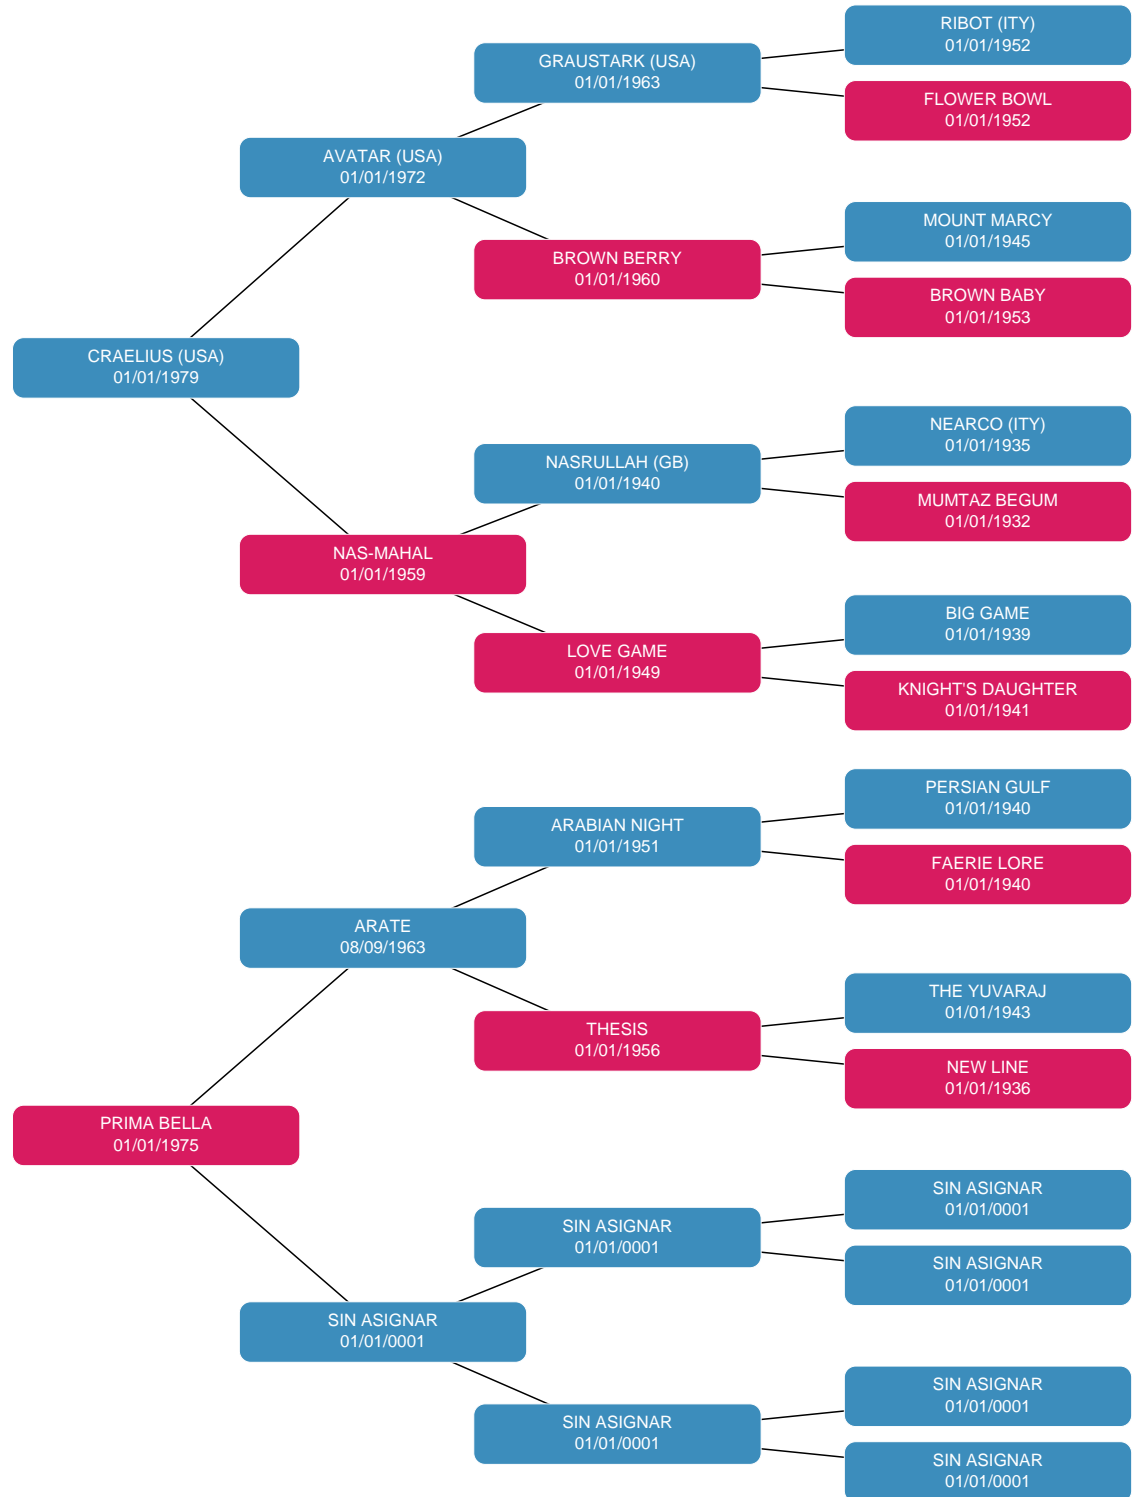 RIBOT (ITY)
01/01/1952
GRAUSTARK (USA)
01/01/1963
FLOWER BOWL
01/01/1952
AVATAR (USA)
01/01/1972
MOUNT MARCY
01/01/1945
BROWN BERRY
01/01/1960
BROWN BABY
01/01/1953
CRAELIUS (USA)
01/01/1979
NEARCO (ITY)
01/01/1935
NASRULLAH (GB)
01/01/1940
MUMTAZ BEGUM
01/01/1932
NAS-MAHAL
01/01/1959
BIG GAME
01/01/1939
LOVE GAME
01/01/1949
KNIGHT'S DAUGHTER
01/01/1941
PERSIAN GULF
01/01/1940
ARABIAN NIGHT
01/01/1951
FAERIE LORE
01/01/1940
ARATE
08/09/1963
THE YUVARAJ
01/01/1943
THESIS
01/01/1956
NEW LINE
01/01/1936
PRIMA BELLA
01/01/1975
SIN ASIGNAR
01/01/0001
SIN ASIGNAR
01/01/0001
SIN ASIGNAR
01/01/0001
SIN ASIGNAR
01/01/0001
SIN ASIGNAR
01/01/0001
SIN ASIGNAR
01/01/0001
SIN ASIGNAR
01/01/0001